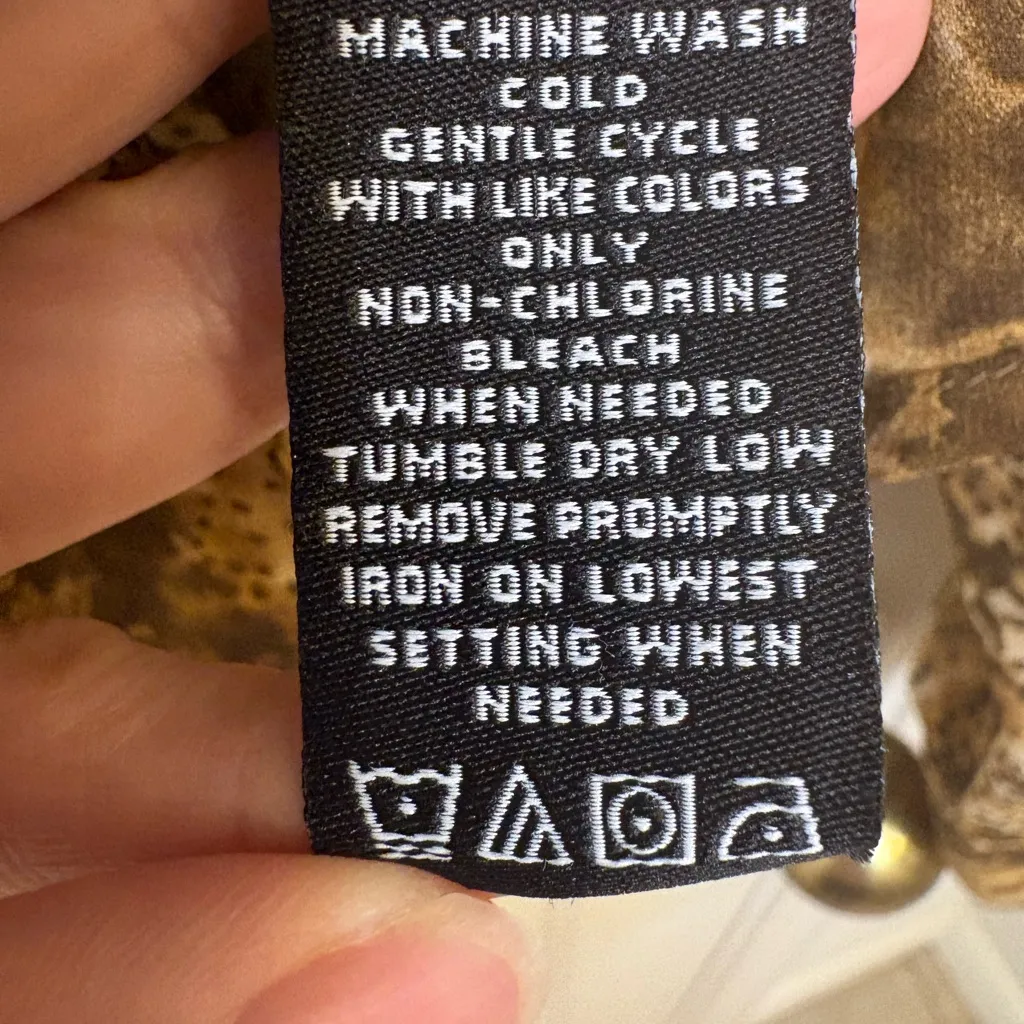 MACHINE WASH
COLD
GENTLE CYCLE
WITH LIKE COLORS
ONLY
NON-CHLORINE
BLEACH
WHEN NEEDED
TUMBLE DRY LOW
REMOVE PROMPTLY
IRON ON LOWEST
SETTING WHEN
NEEDED